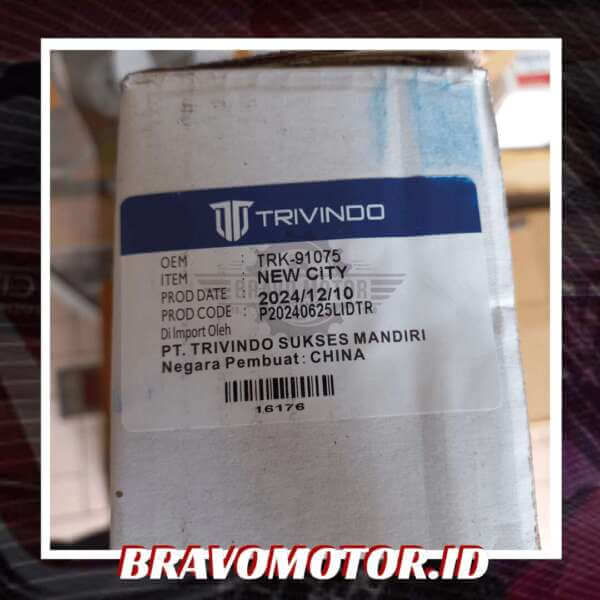 TRIVINDO
OEM : TRK-91075
ITEM : NEW CITY
PROD DATE : 2024/12/10
PROD CODE : P20240625LIDTR
Di Import Oleh
PT. TRIVINDO SUKSES MANDIRI
Negara Pembuat : CHINA
16176
BRAVOMOTOR.ID